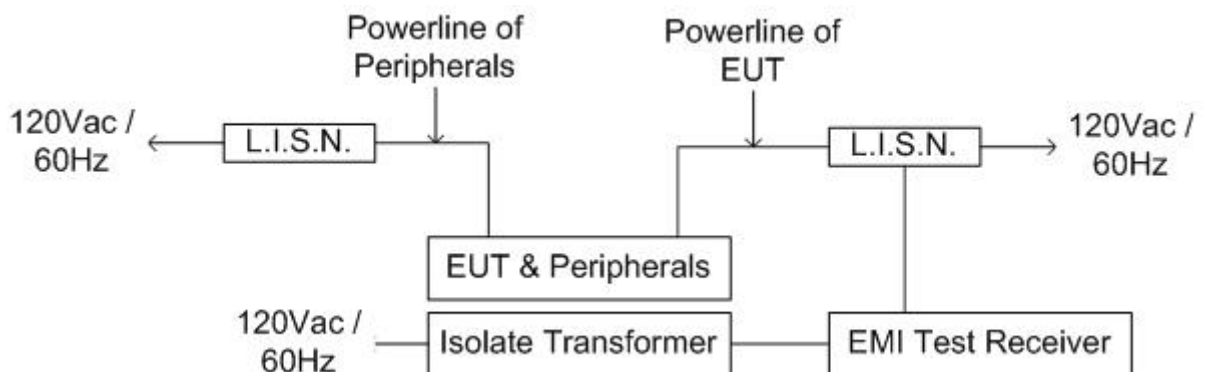 Powerline of
Peripherals
Powerline of
EUT
120Vac /
60Hz
L.I.S.N.
L.I.S.N.
120Vac /
60Hz
EUT & Peripherals
120Vac /
60Hz
Isolate Transformer
EMI Test Receiver